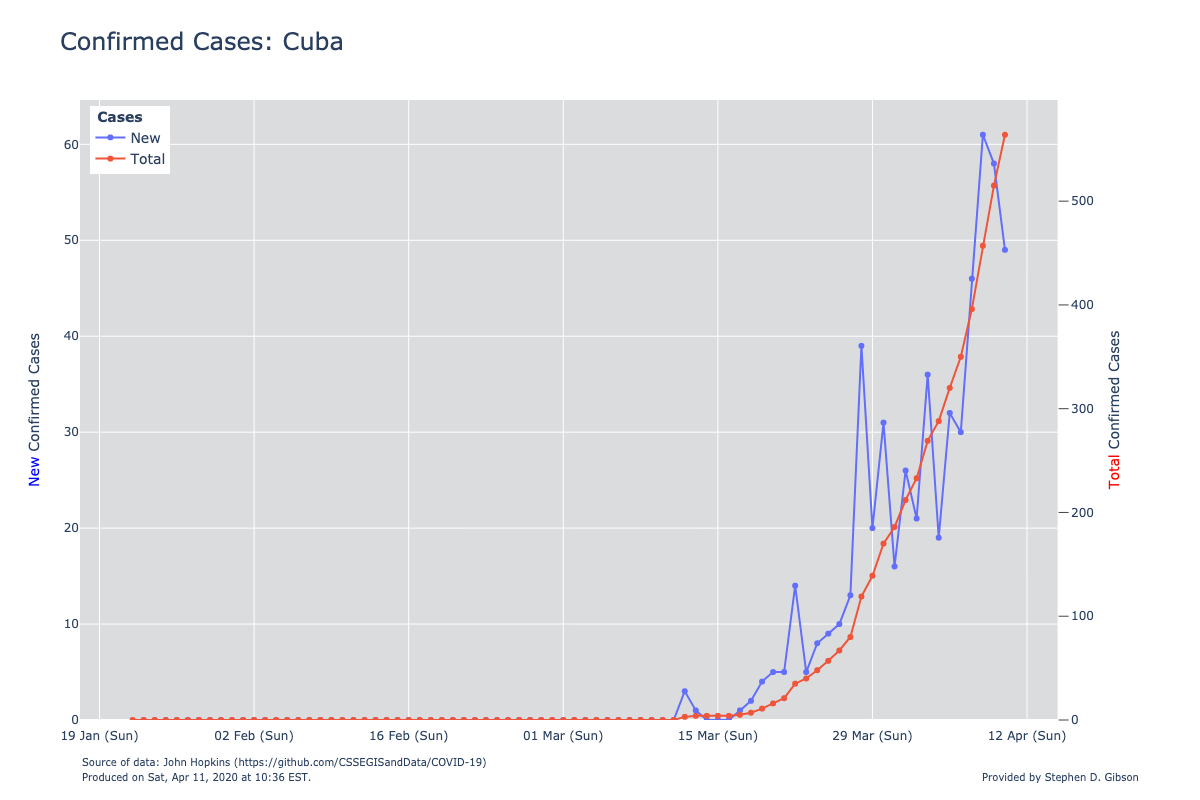 Confirmed Cases: Cuba
Cases
New
Total
60
50
40
30
20
10
0
New Confirmed Cases
500
400
300
200
100
0
Total Confirmed Cases
19 Jan (Sun)
02 Feb (Sun)
16 Feb (Sun)
01 Mar (Sun)
15 Mar (Sun)
29 Mar (Sun)
12 Apr (Sun)
Source of data: John Hopkins (https://github.com/CSSEGISandData/COVID-19)
Produced on Sat, Apr 11, 2020 at 10:36 EST.
Provided by Stephen D. Gibson